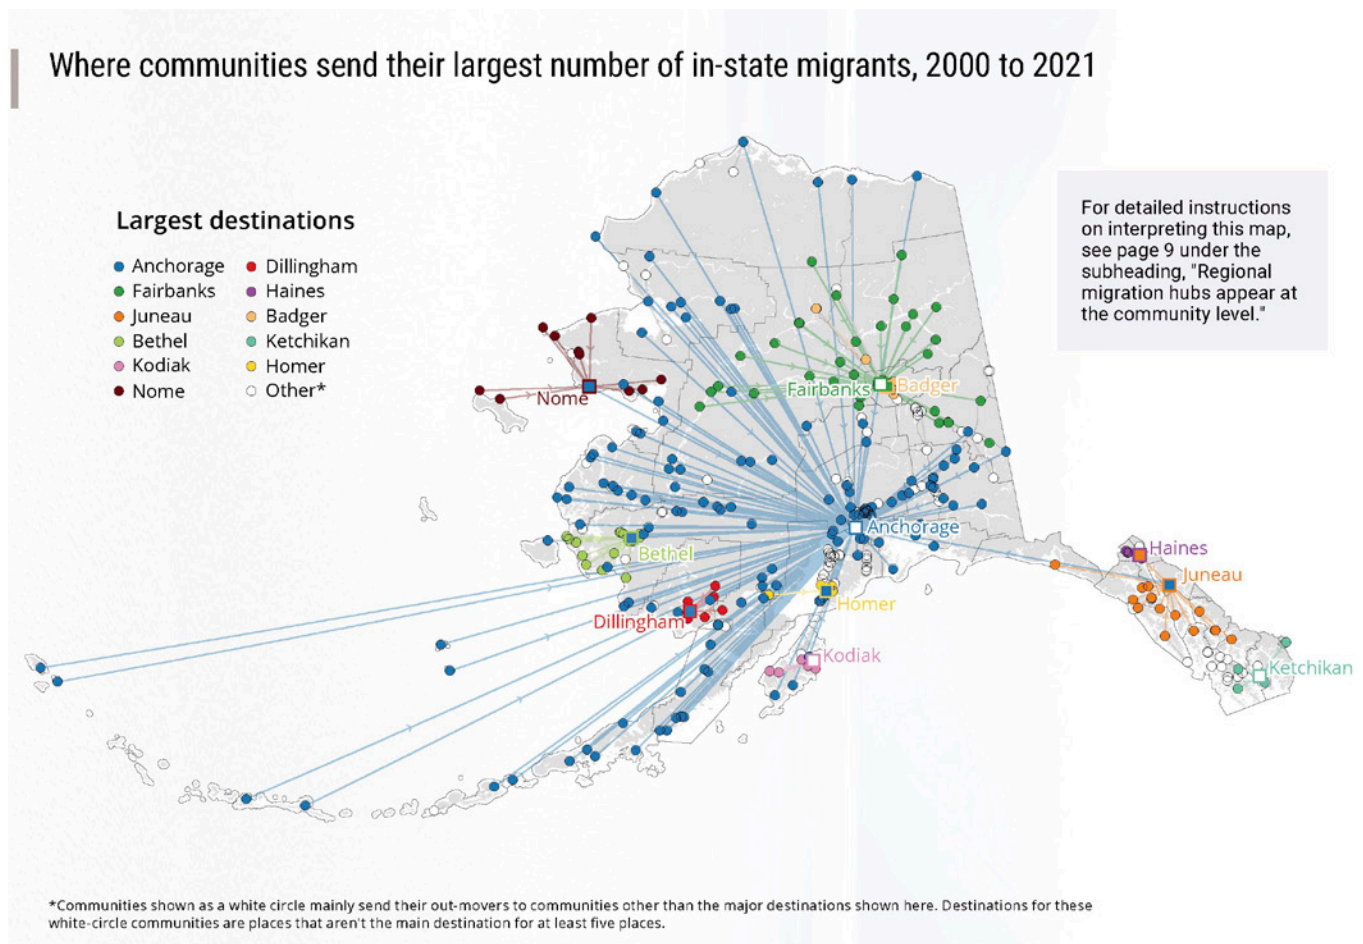 Where communities send their largest number of in-state migrants, 2000 to 2021
For detailed instructions
on interpreting this map,
see page 9 under the
subheading, "Regional
migration hubs appear at
the community level."
Largest destinations
Anchorage
Fairbanks
Juneau
Bethel
Kodiak
Nome
Dillingham
Haines
Badger
Ketchikan
Homer
Other*
Fairbanks
Badger
Nome
Anchorage
Bethel
Haines
Juneau
Homer
Dillingham
Kodiak
Ketchikan
*Communities shown as a white circle mainly send their out-movers to communities other than the major destinations shown here. Destinations for these
white-circle communities are places that aren't the main destination for at least five places.